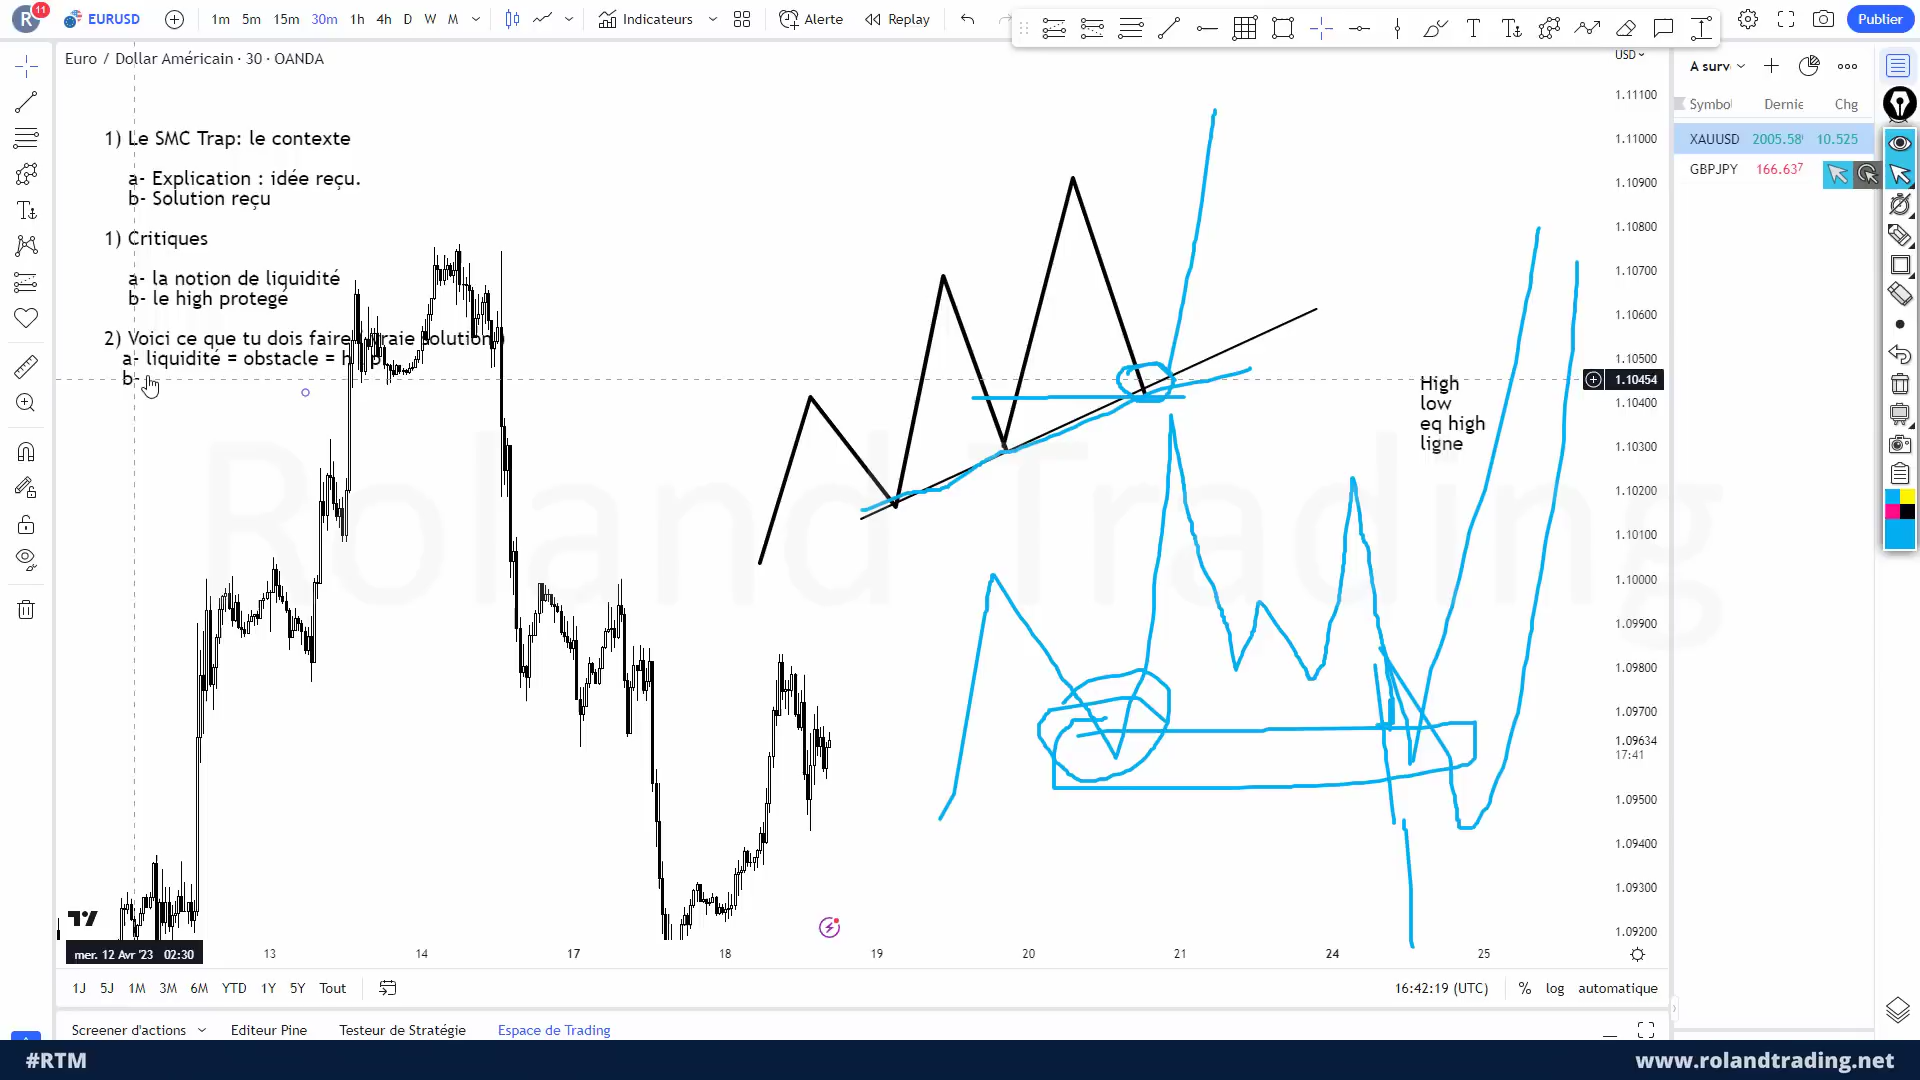 R 11 EURUSD 1m 5m 15m 30m 1h 4h D W M Indicateurs Alerte Replay Publier
Euro / Dollar Américain · 30 · OANDA
USD
A surv
Symbol Dernie Chg
XAUUSD 2005.58 10.525
GBPJPY 166.637
1) Le SMC Trap: le contexte
a- Explication : idée reçu.
b- Solution reçu
1) Critiques
a- la notion de liquidité
b- le high protegé
2) Voici ce que tu dois faire
a- liquidité = obstacle =
b-
High
low
eq high
ligne
Roland Trading
1.11100
1.11000
1.10900
1.10800
1.10700
1.10600
1.10500
1.10454
1.10400
1.10300
1.10200
1.10100
1.10000
1.09900
1.09800
1.09700
1.09634
17:41
1.09500
1.09400
1.09300
1.09200
mer. 12 Avr '23 02:30 13 14 17 18 19 20 21 24 25
1J 5J 1M 3M 6M YTD 1Y 5Y Tout 16:42:19 (UTC) % log automatique
Screener d'actions Editeur Pine Testeur de Stratégie Espace de Trading
#RTM www.rolandtrading.net